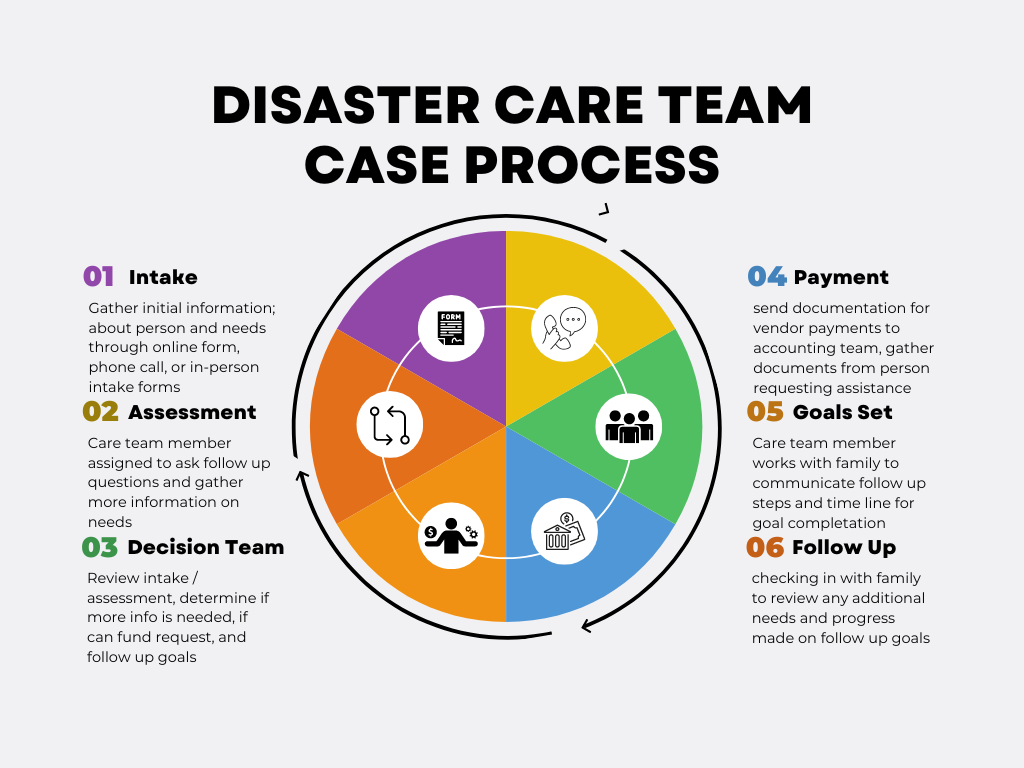 DISASTER CARE TEAM
CASE PROCESS
01 Intake
Gather initial information;
about person and needs
through online form,
phone call, or in-person
intake forms
02 Assessment
Care team member
assigned to ask follow up
questions and gather
more information on
needs
03 Decision Team
Review intake /
assessment, determine if
more info is needed, if
can fund request, and
follow up goals
FORM
$
$
04 Payment
send documentation for
vendor payments to
accounting team, gather
documents from person
requesting assistance
05 Goals Set
Care team member
works with family to
communicate follow up
steps and time line for
goal completation
06 Follow Up
checking in with family
to review any additional
needs and progress
made on follow up goals